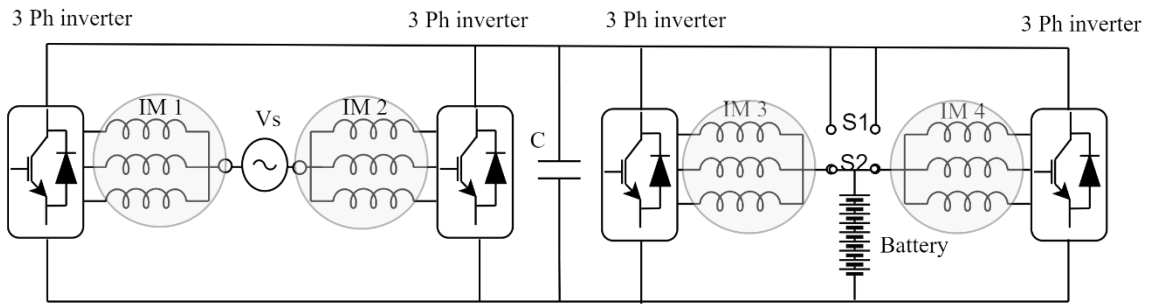 3 Ph inverter
3 Ph inverter
3 Ph inverter
3 Ph inverter
IM 1
Vs
IM 2
C
IM 3
S1
IM 4
S2
Battery